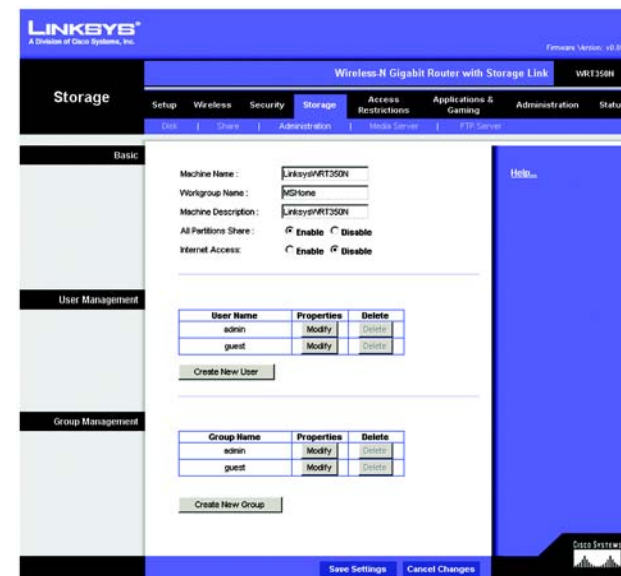 LINKSYS®
A Division of Cisco Systems, Inc.
Firmware Version: v0.0
Wireless-N Gigabit Router with Storage Link WRT350N
Storage
Setup Wireless Security Storage Access Restrictions Applications & Gaming Administration Statu
Disk | Share | Administration | Media Server | FTP Server
Basic
Help...
Machine Name : LinksysWRT350N
Workgroup Name : MSHome
Machine Description : LinksysWRT350N
All Partitions Share : Enable Disable
Internet Access: Enable Disable
User Management
User Name Properties Delete
admin Modify Delete
guest Modify Delete
Create New User
Group Management
Group Name Properties Delete
admin Modify Delete
guest Modify Delete
Create New Group
Save Settings Cancel Changes
CISCO SYSTEMS